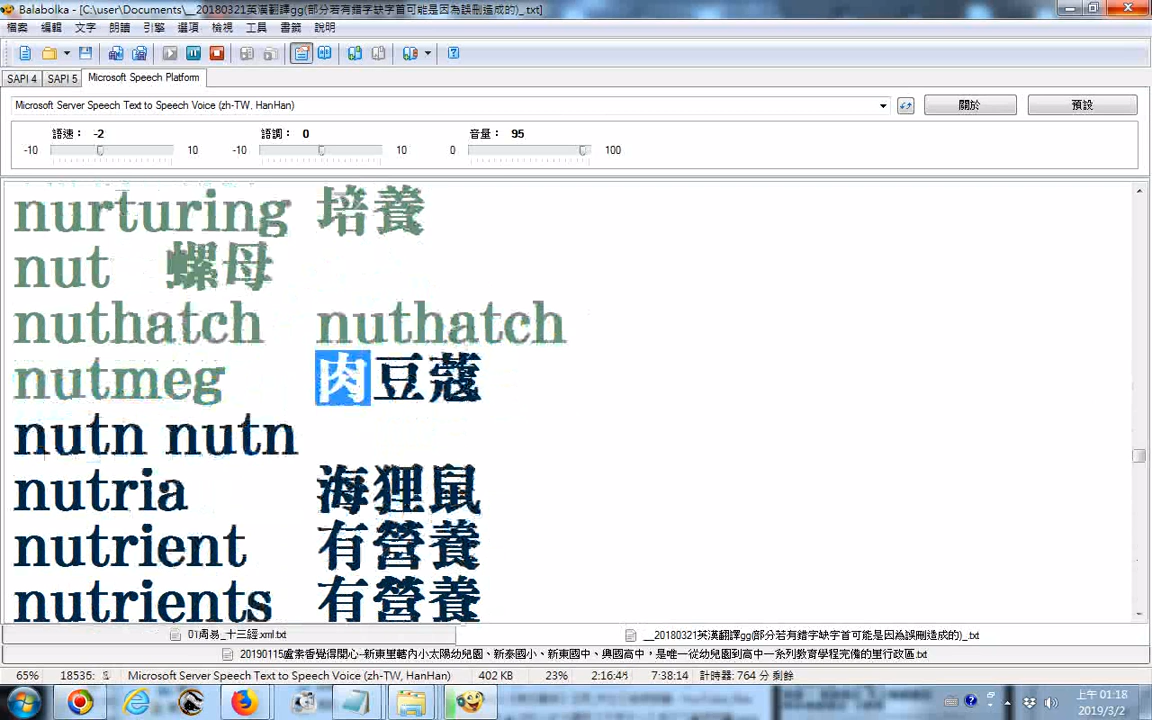 Balabolka - [C:\user\Documents\__20180321英漢翻譯gg(部分若有錯字缺字首可能是因為誤刪造成的)_.txt]
檔案 編輯 文字 朗讀 引擎 選項 檢視 工具 書籤 說明
SAPI 4 SAPI 5 Microsoft Speech Platform
Microsoft Server Speech Text to Speech Voice (zh-TW, HanHan) 關於 預設
語速： -2 語調： 0 音量： 95
-10 10 -10 10 0 100
nurturing 培養
nut 螺母
nuthatch nuthatch
nutmeg 肉豆蔻
nutn nutn
nutria 海狸鼠
nutrient 有營養
nutrients 有營養
01周易_十三經.xml.txt __20180321英漢翻譯gg(部分若有錯字缺字首可能是因為誤刪造成的)_.txt
20190115盧素香覺得開心-新東里轄內小太陽幼兒園、新泰國小、新東國中、興國高中，是唯一從幼兒園到高中一系列教育學程完備的里行政區.txt
65% 18535: Microsoft Server Speech Text to Speech Voice (zh-TW, HanHan) 402 KB 23% 2:16:4 7:38:14 計時器: 764 分 剩餘
上午 01:18
2019/3/2